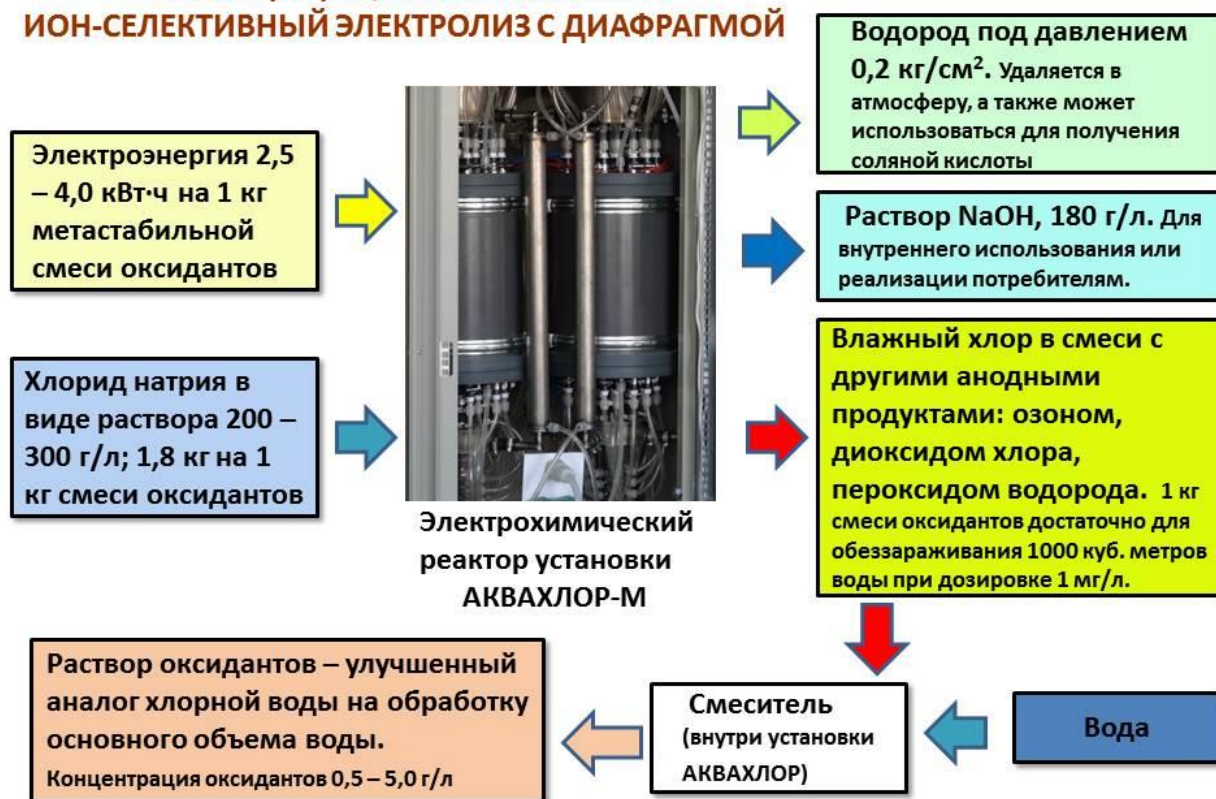 ИОН-СЕЛЕКТИВНЫЙ ЭЛЕКТРОЛИЗ С ДИАФРАГМОЙ
Электроэнергия 2,5
– 4,0 кВт·ч на 1 кг
метастабильной
смеси оксидантов
Хлорид натрия в
виде раствора 200 –
300 г/л; 1,8 кг на 1
кг смеси оксидантов
Электрохимический
реактор установки
АКВАХЛОР-М
Водород под давлением
0,2 кг/см². Удаляется в
атмосферу, а также может
использоваться для получения
соляной кислоты
Раствор NaOH, 180 г/л. Для
внутреннего использования или
реализации потребителям.
Влажный хлор в смеси с
другими анодными
продуктами: озоном,
диоксидом хлора,
пероксидом водорода. 1 кг
смеси оксидантов достаточно для
обеззараживания 1000 куб. метров
воды при дозировке 1 мг/л.
Раствор оксидантов – улучшенный
аналог хлорной воды на обработку
основного объема воды.
Концентрация оксидантов 0,5 – 5,0 г/л
Смеситель
(внутри установки
АКВАХЛОР)
Вода